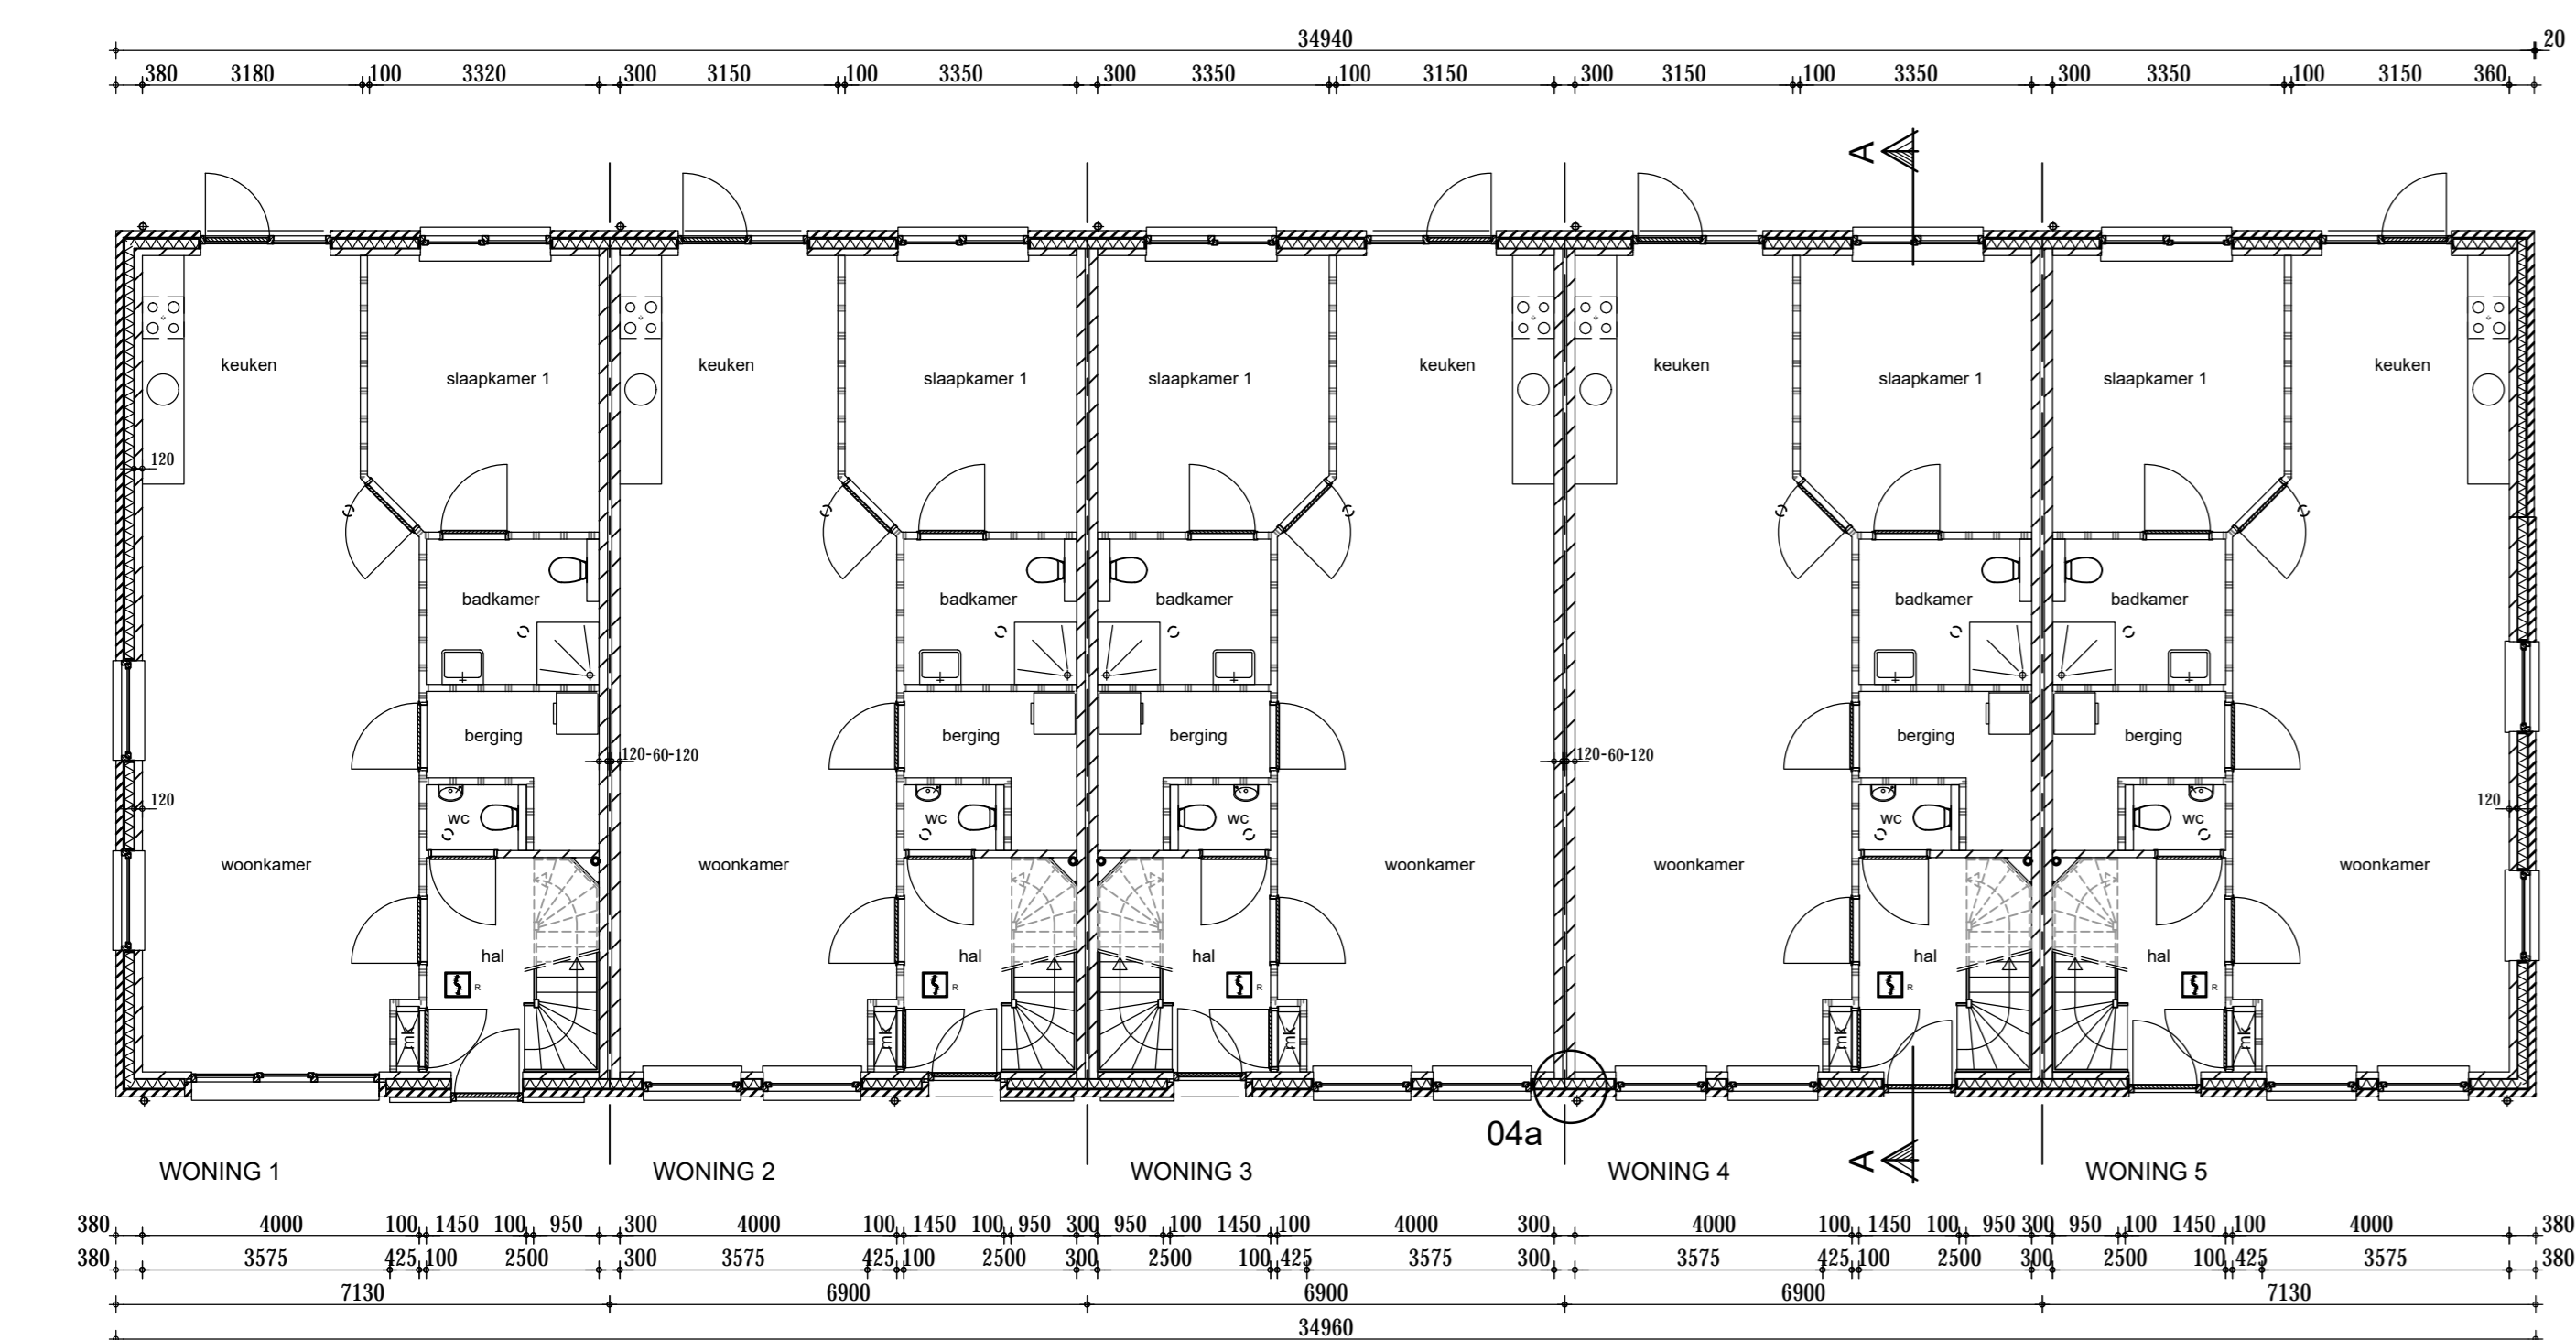 34940 20
380 3180 100 3320 300 3150 100 3350 300 3350 100 3150 300 3150 100 3350 300 3350 100 3150 360
A
keuken keuken keuken keuken keuken
slaapkamer 1 slaapkamer 1 slaapkamer 1 slaapkamer 1 slaapkamer 1
120
badkamer badkamer badkamer badkamer badkamer
berging berging berging berging berging
120-60-120 120-60-120
120 120
wc wc wc wc wc
woonkamer woonkamer woonkamer woonkamer woonkamer
hal hal hal hal hal
R R R R R
mk mk mk mk mk
04a
A
WONING 1 WONING 2 WONING 3 WONING 4 WONING 5
380 4000 100 1450 100 950 300 4000 100 1450 100 950 300 950 100 1450 100 4000 300 4000 100 1450 100 950 300 950 100 1450 100 4000 380
380 3575 425 100 2500 300 3575 425 100 2500 300 2500 100 425 3575 300 3575 425 100 2500 300 2500 100 425 3575 380
7130 6900 6900 6900 7130
34960